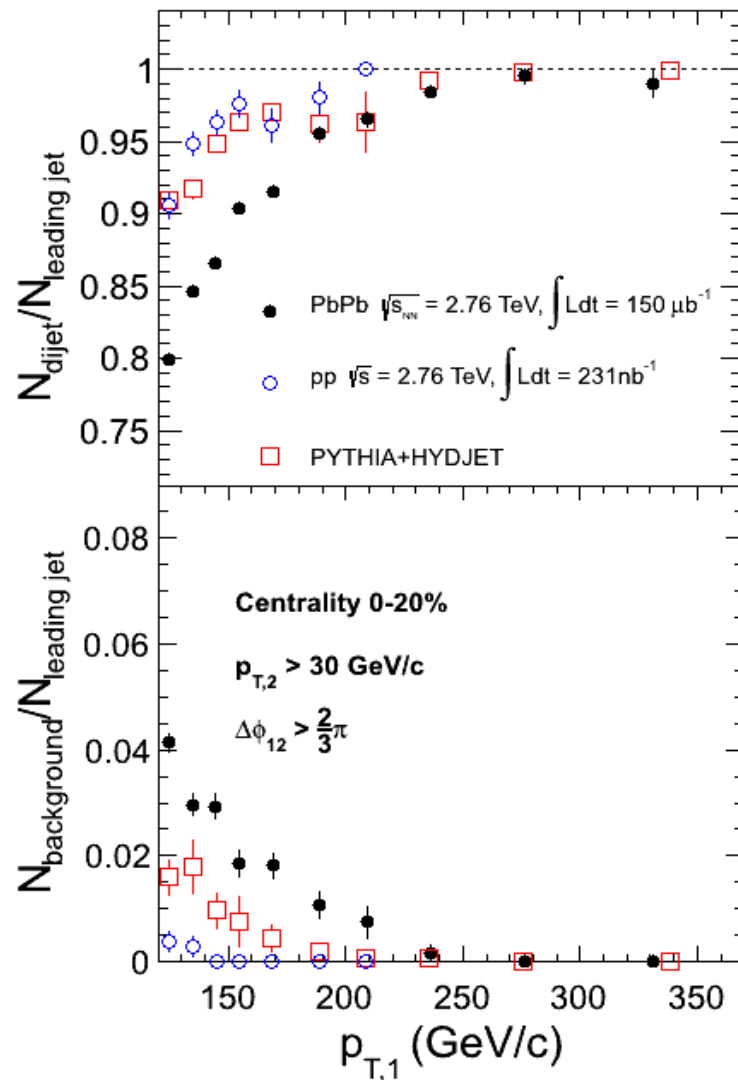 N_dijet/N_leading jet
1
0.95
0.9
0.85
0.8
0.75
PbPb √s_NN = 2.76 TeV, ∫Ldt = 150 μb⁻¹
pp √s = 2.76 TeV, ∫Ldt = 231nb⁻¹
PYTHIA+HYDJET
N_background/N_leading jet
0.08
0.06
0.04
0.02
0
Centrality 0-20%
p_T,2 > 30 GeV/c
Δϕ_12 > 2/3 π
150 200 250 300 350
p_T,1 (GeV/c)